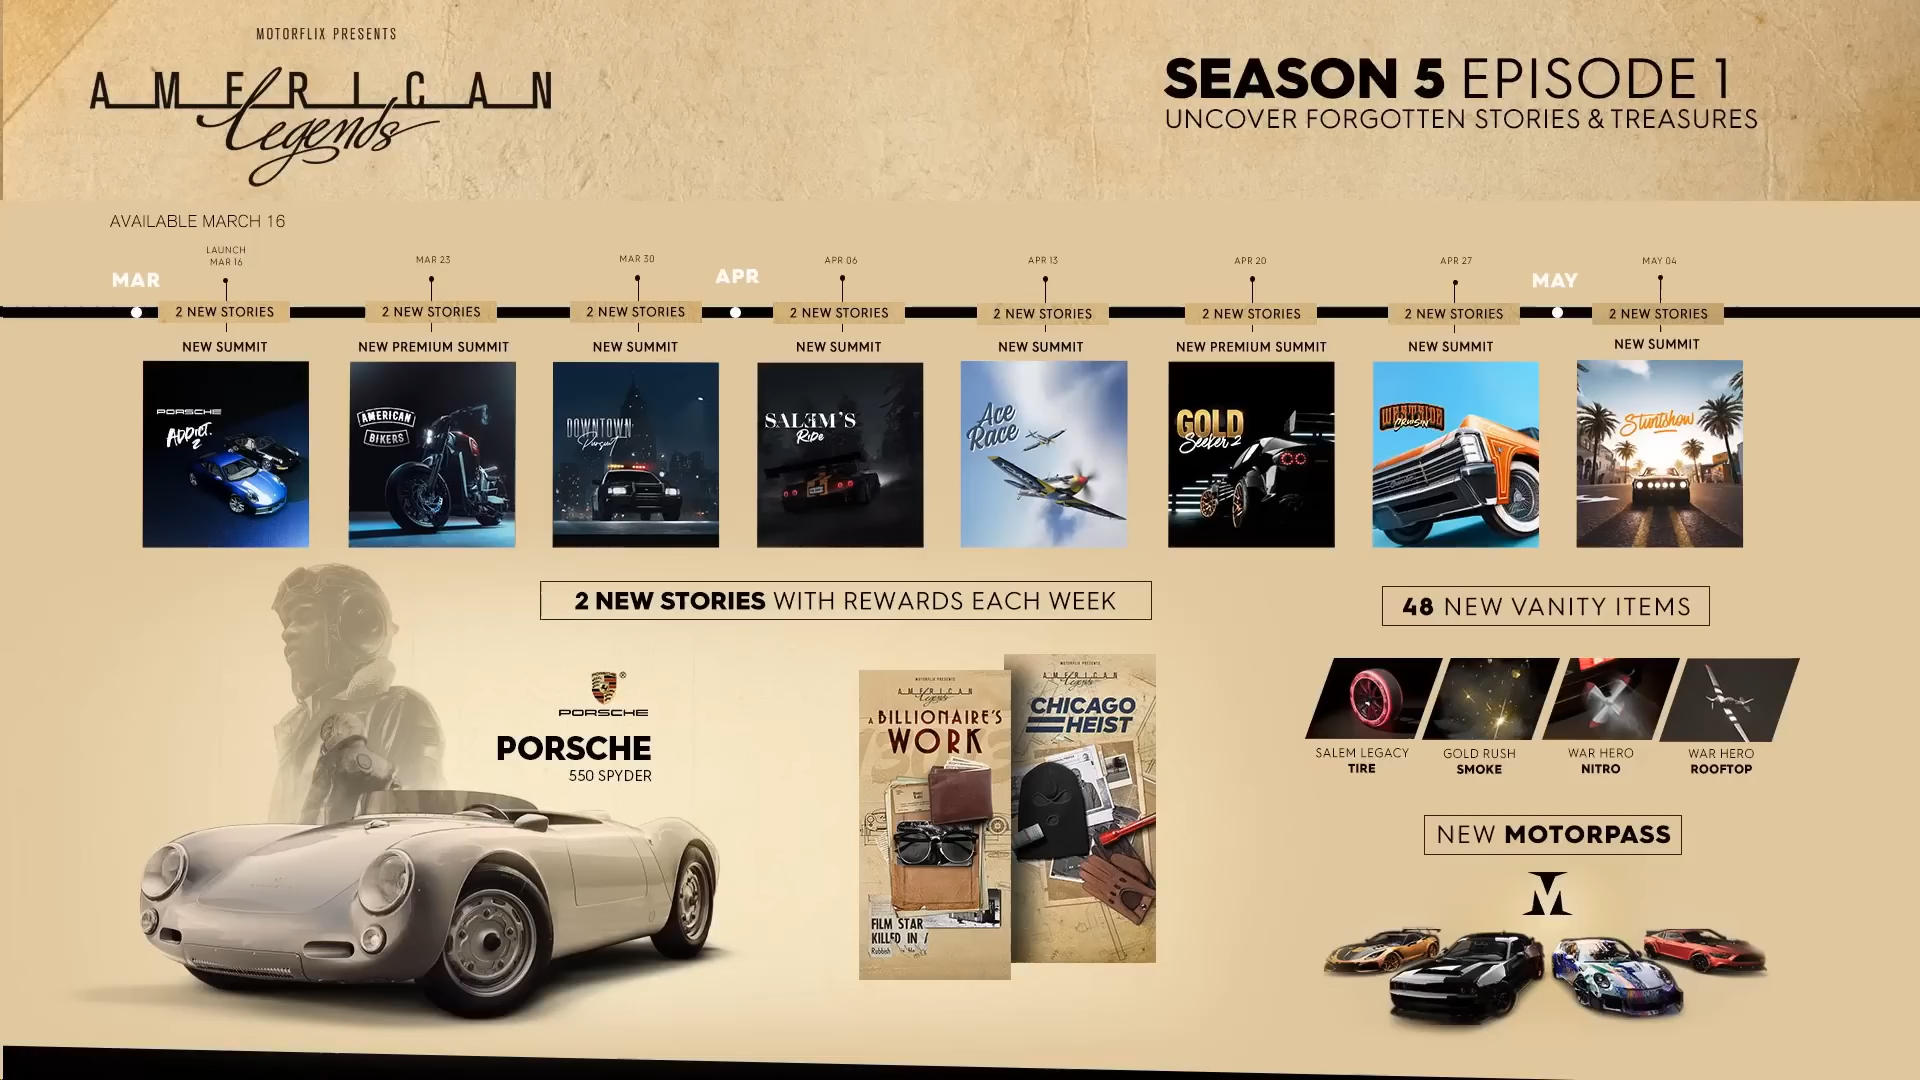 MOTORFLIX PRESENTS
AMERICAN
Legends
SEASON 5 EPISODE 1
UNCOVER FORGOTTEN STORIES & TREASURES
AVAILABLE MARCH 16
MAR
LAUNCH
MAR 16
MAR 23
MAR 30
APR
APR 06
APR 13
APR 20
APR 27
MAY
MAY 04
2 NEW STORIES
2 NEW STORIES
2 NEW STORIES
2 NEW STORIES
2 NEW STORIES
2 NEW STORIES
2 NEW STORIES
2 NEW STORIES
NEW SUMMIT
NEW PREMIUM SUMMIT
NEW SUMMIT
NEW SUMMIT
NEW SUMMIT
NEW PREMIUM SUMMIT
NEW SUMMIT
NEW SUMMIT
PORSCHE
ADDICT.
2
AMERICAN
BIKERS
DOWNTOWN
Pursuit
SALEM'S
RiDe
Ace
Race
GOLD
Seeker 2
WESTSIDE
CRUISIN'
Stuntshow
2 NEW STORIES WITH REWARDS EACH WEEK
48 NEW VANITY ITEMS
PORSCHE
PORSCHE
550 SPYDER
MOTORFLIX PRESENTS
AMERICAN
Legends
A BILLIONAIRE'S
WORK
FILM STAR
KILLED IN
MOTORFLIX PRESENTS
AMERICAN
Legends
CHICAGO
HEIST
SALEM LEGACY
TIRE
GOLD RUSH
SMOKE
WAR HERO
NITRO
WAR HERO
ROOFTOP
NEW MOTORPASS
M